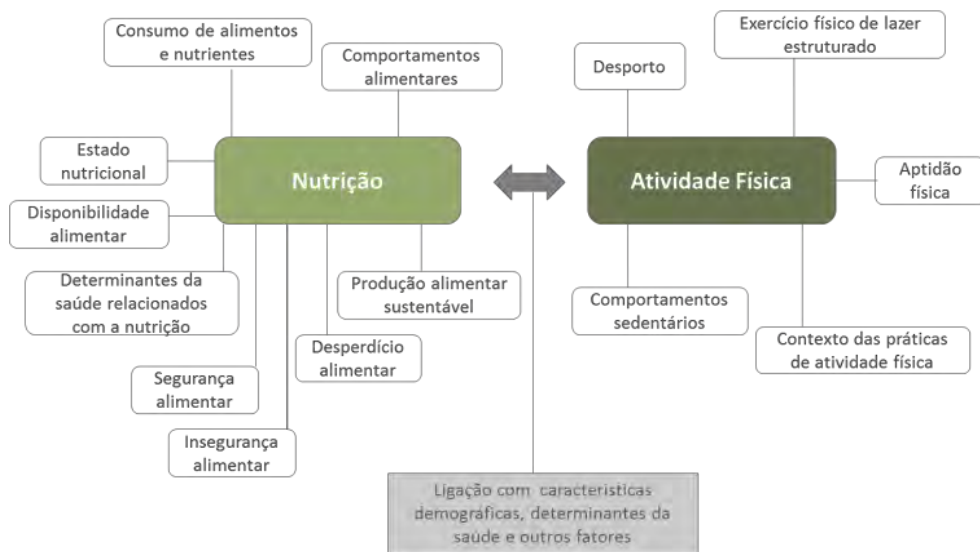 Consumo de alimentos
e nutrientes
Comportamentos
alimentares
Desporto
Exercício físico de lazer
estruturado
Estado
nutricional
Nutrição
Atividade Física
Aptidão
física
Disponibilidade
alimentar
Determinantes da
saúde relacionados
com a nutrição
Produção alimentar
sustentável
Comportamentos
sedentários
Contexto das práticas
de atividade física
Desperdício
alimentar
Segurança
alimentar
Insegurança
alimentar
Ligação com características
demográficas, determinantes da
saúde e outros fatores